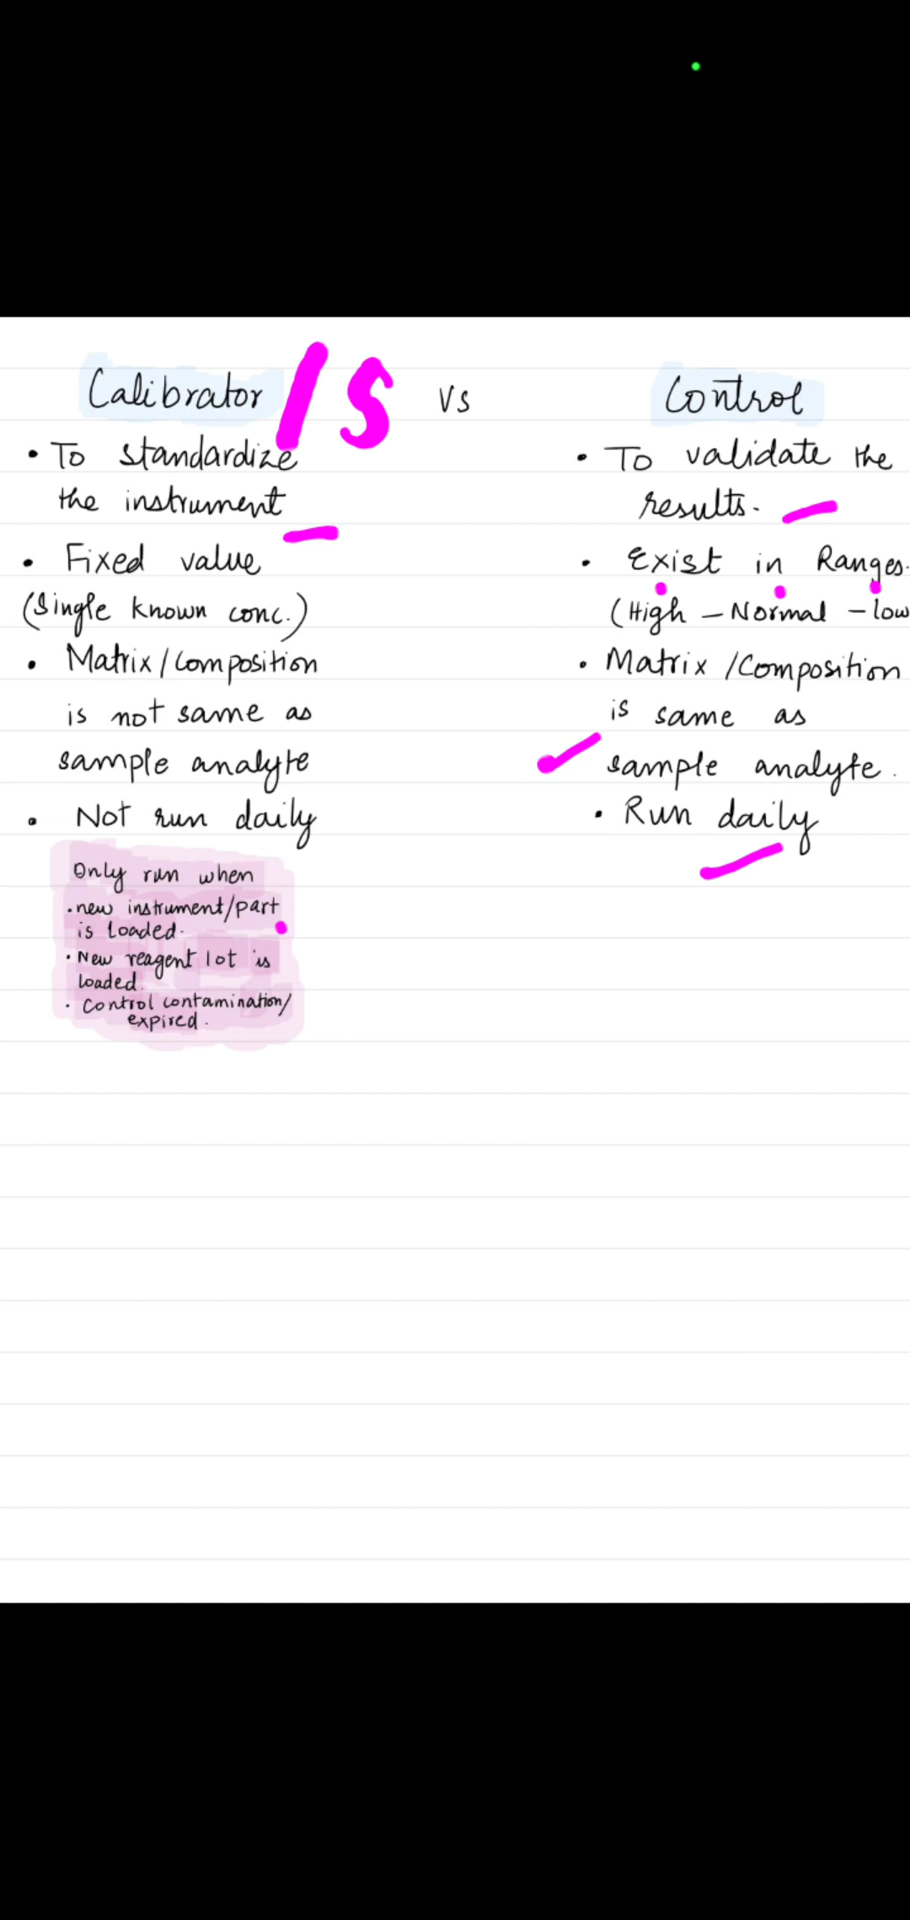 Calibrator /S vs Control
• To standardize
the instrument
• Fixed value
(Single known conc.)
• Matrix/Composition
is not same as
sample analyte
• Not run daily
Only run when
• new instrument/part
is loaded.
• New reagent lot is
loaded.
• Control contamination/
expired.
• To validate the
results.
• Exist in Ranges.
(High – Normal – low
• Matrix /Composition
is same as
sample analyte.
• Run daily